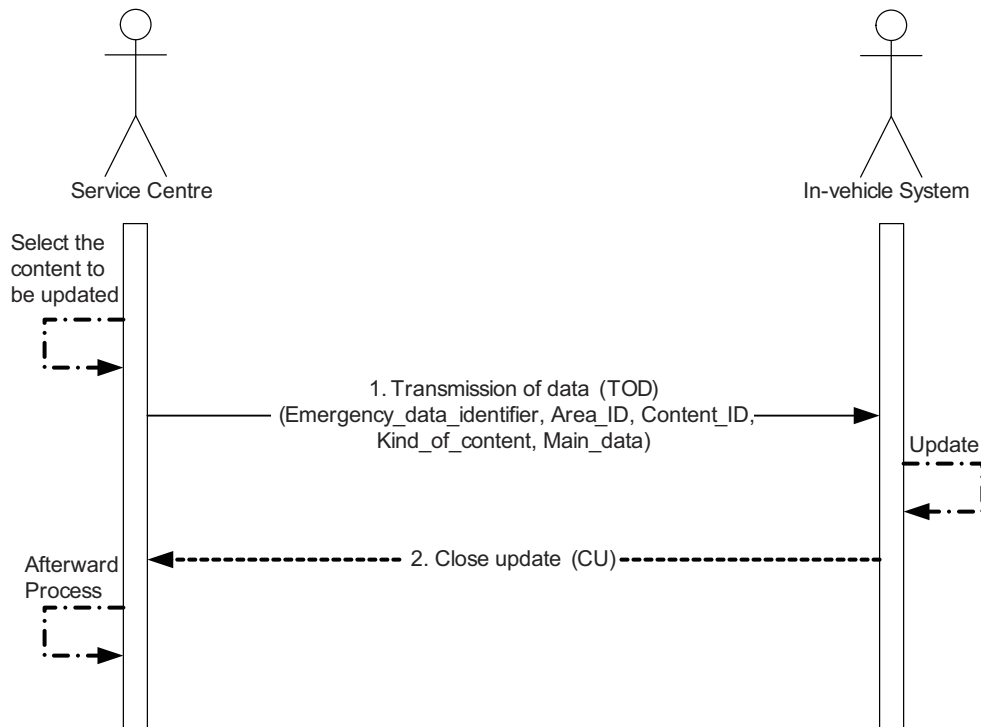 Service Centre
In-vehicle System
Select the
content to
be updated
1. Transmission of data (TOD)
(Emergency_data_identifier, Area_ID, Content_ID,
Kind_of_content, Main_data)
Update
2. Close update (CU)
Afterward
Process